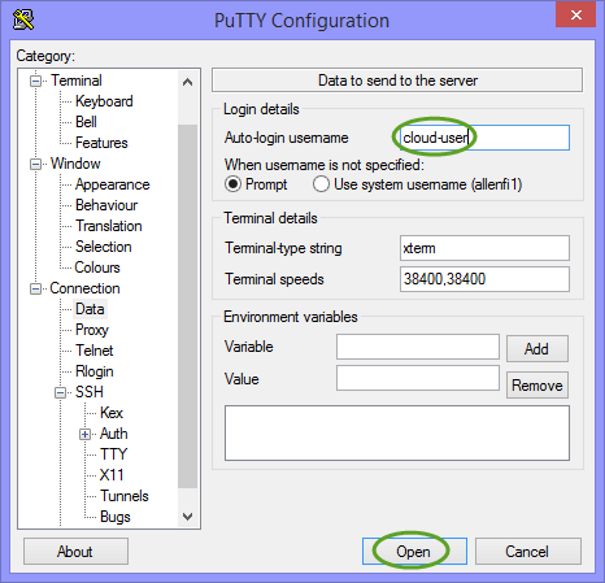 PuTTY Configuration
Category:
Terminal
Keyboard
Bell
Features
Window
Appearance
Behaviour
Translation
Selection
Colours
Connection
Data
Proxy
Telnet
Rlogin
SSH
Kex
Auth
TTY
X11
Tunnels
Bugs
Data to send to the server
Login details
Auto-login username cloud-user
When username is not specified:
Prompt Use system username (allenfi1)
Terminal details
Terminal-type string xterm
Terminal speeds 38400,38400
Environment variables
Variable Add
Value Remove
About Open Cancel